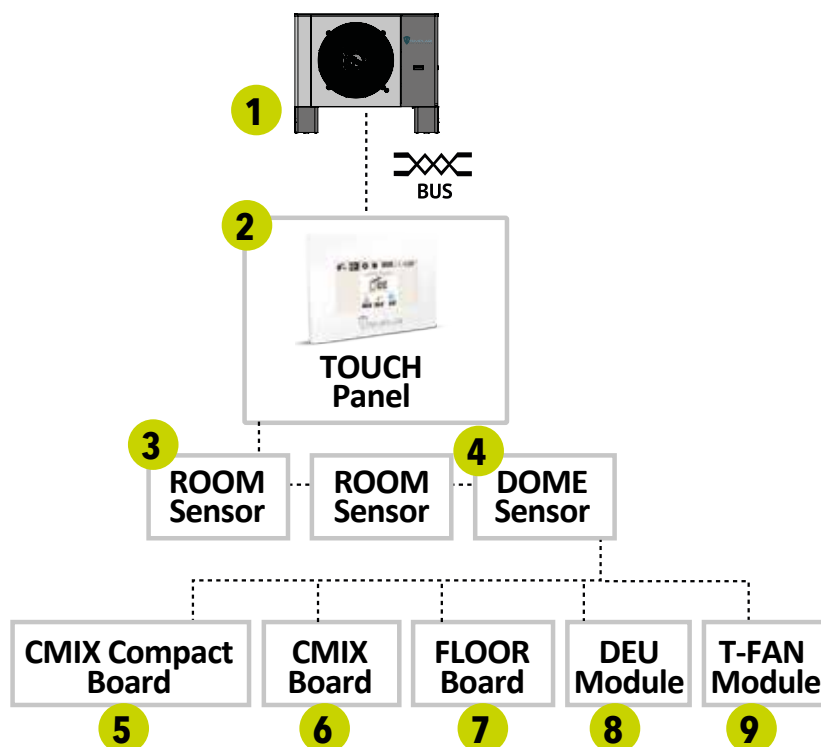 1
BUS
2
TOUCH
Panel
3
4
ROOM
Sensor
ROOM
Sensor
DOME
Sensor
CMIX Compact
Board
CMIX
Board
FLOOR
Board
DEU
Module
T-FAN
Module
5
6
7
8
9